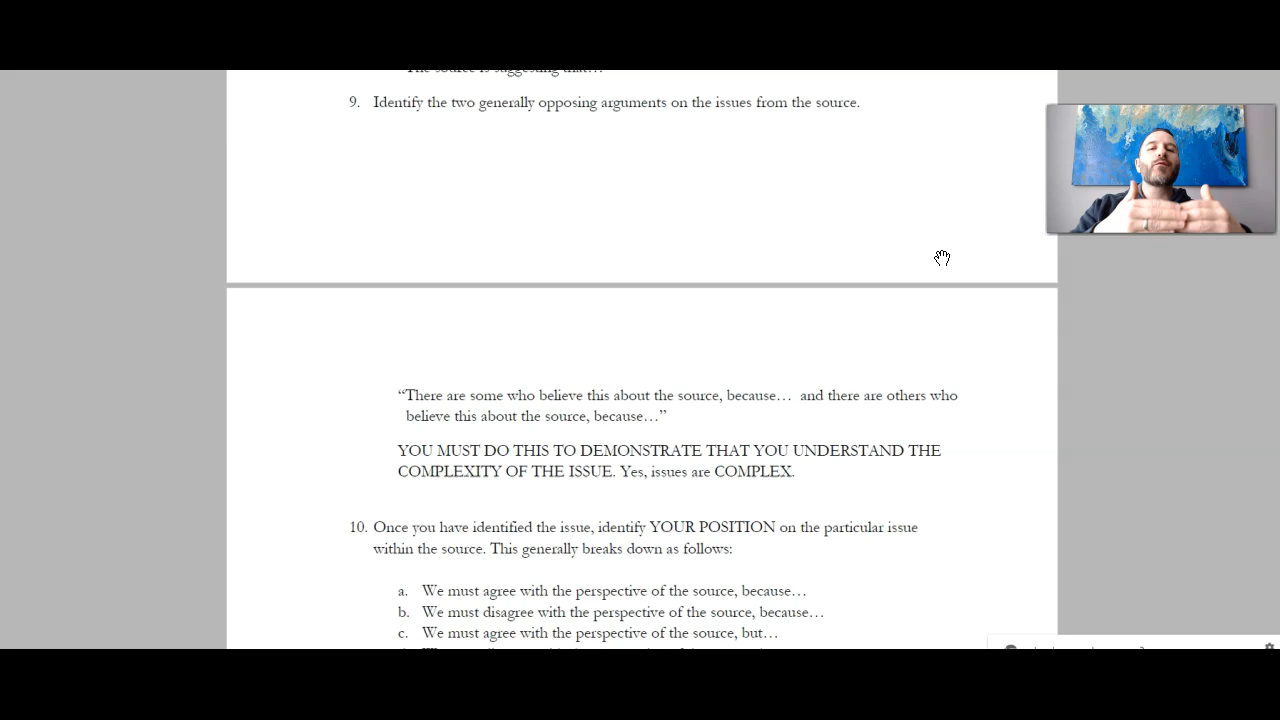 The source is suggesting that…
9. Identify the two generally opposing arguments on the issues from the source.
“There are some who believe this about the source, because… and there are others who
believe this about the source, because…”
YOU MUST DO THIS TO DEMONSTRATE THAT YOU UNDERSTAND THE
COMPLEXITY OF THE ISSUE. Yes, issues are COMPLEX.
10. Once you have identified the issue, identify YOUR POSITION on the particular issue
within the source. This generally breaks down as follows:
a. We must agree with the perspective of the source, because…
b. We must disagree with the perspective of the source, because…
c. We must agree with the perspective of the source, but…